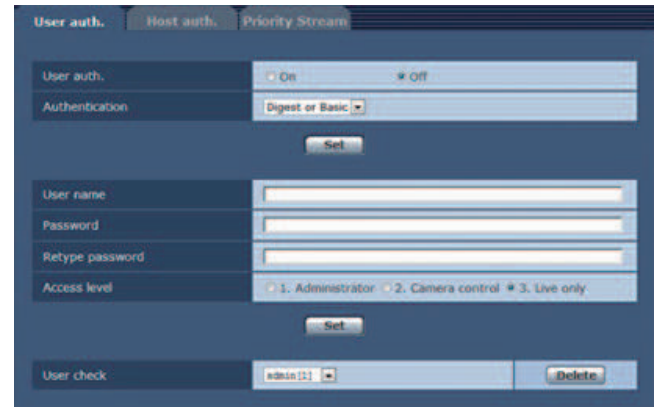 User auth. Host auth. Priority Stream
User auth. On Off
Authentication Digest or Basic
Set
User name
Password
Retype password
Access level 1. Administrator 2. Camera control 3. Live only
Set
User check admin[1] Delete